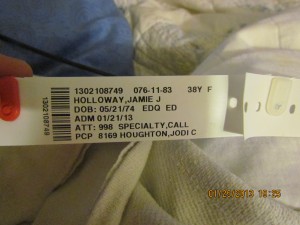 1302108749 076-11-83 38Y F
HOLLOWAY,JAMIE J
DOB: 05/21/74 EDQ ED
ADM 01/21/13
ATT: 998 SPECIALTY,CALL
PCP 8169 HOUGHTON,JODI C
1302108749